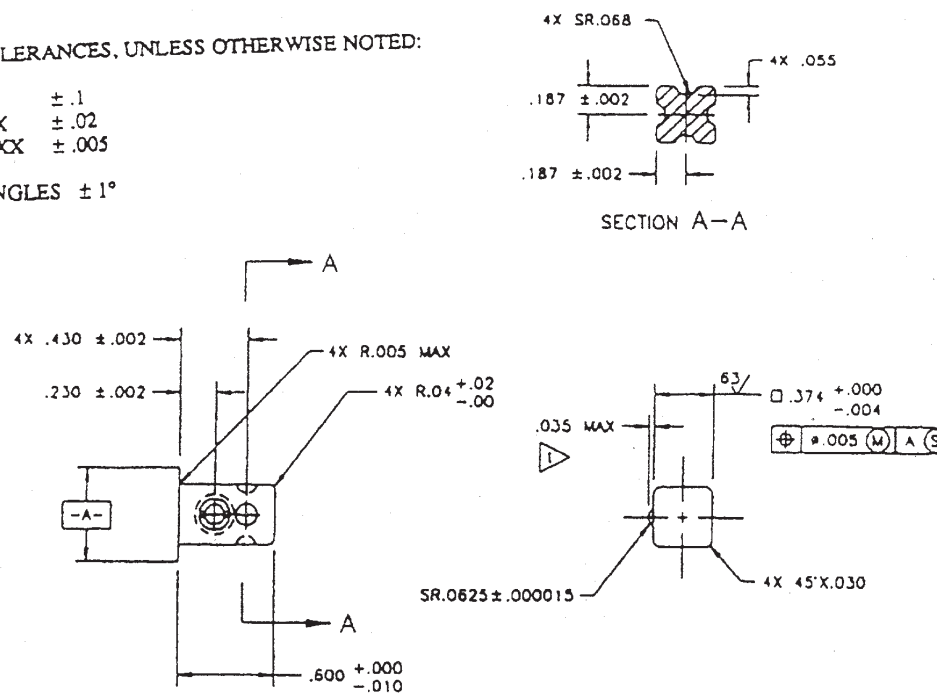 LERANCES, UNLESS OTHERWISE NOTED:
± .1
X ± .02
XX ± .005
NGLES ± 1°
4X SR.068
4X .055
.187 ±.002
.187 ±.002
SECTION A-A
A
4X .430 ±.002
4X R.005 MAX
.230 ±.002
4X R.04 +.02 -.00
-A-
A
.600 +.000 -.010
63
□ .374 +.000 -.004
.035 MAX
⌖ ⌀.005 Ⓜ A Ⓢ
1
SR.0625±.000015
4X 45°X.030